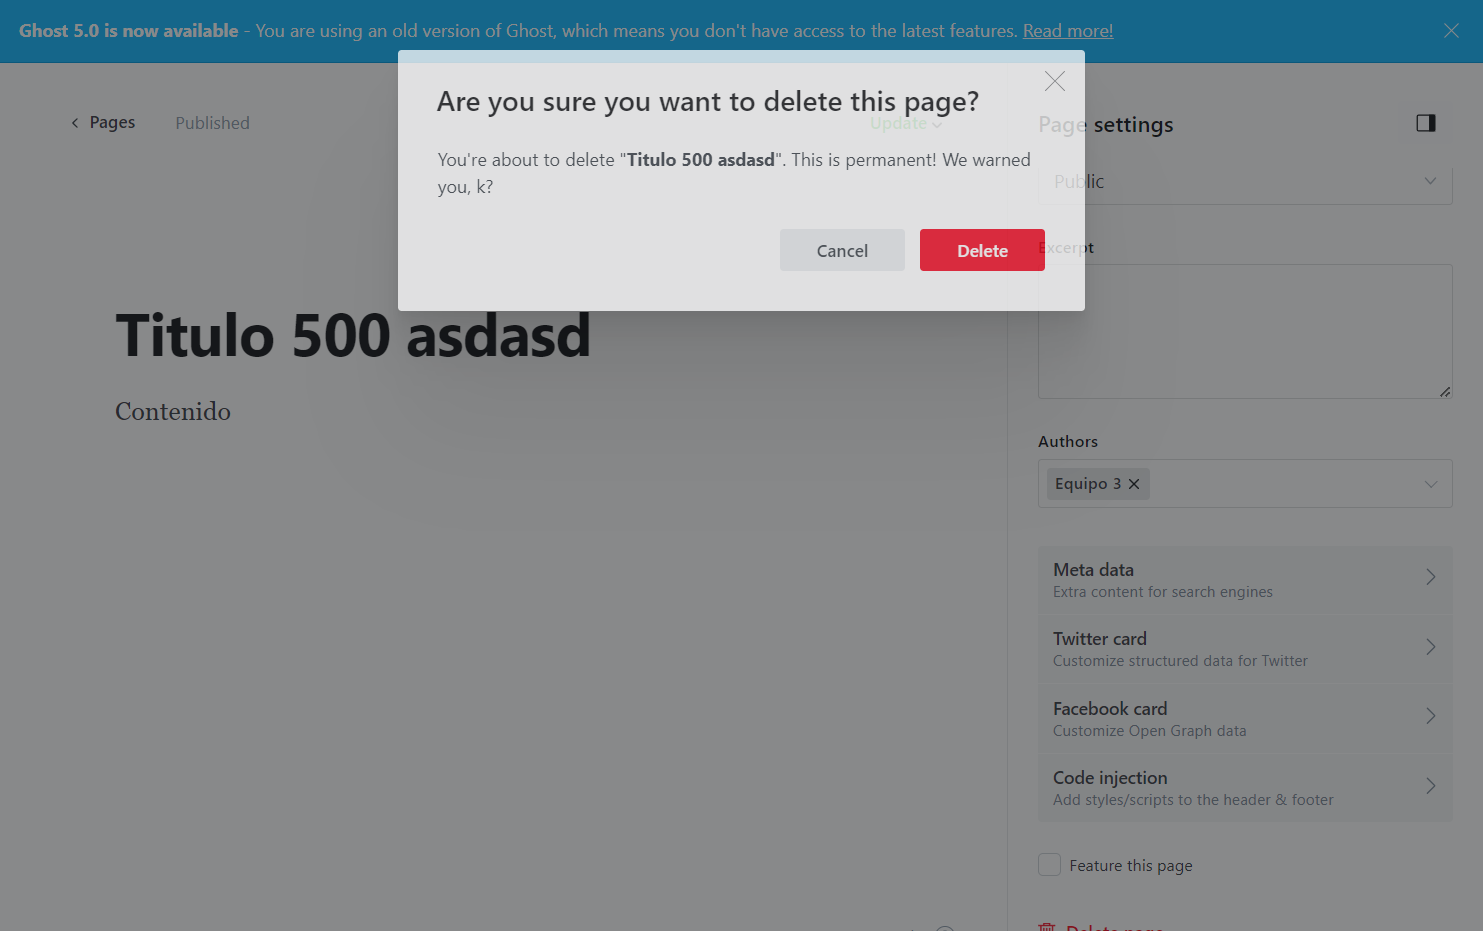 Ghost 5.0 is now available - You are using an old version of Ghost, which means you don't have access to the latest features. Read more!
Are you sure you want to delete this page?
You're about to delete "Titulo 500 asdasd". This is permanent! We warned
you, k?
Cancel
Delete
Pages
Published
Update
Titulo 500 asdasd
Contenido
Page settings
Public
Excerpt
Authors
Equipo 3
Meta data
Extra content for search engines
Twitter card
Customize structured data for Twitter
Facebook card
Customize Open Graph data
Code injection
Add styles/scripts to the header & footer
Feature this page
Delete page